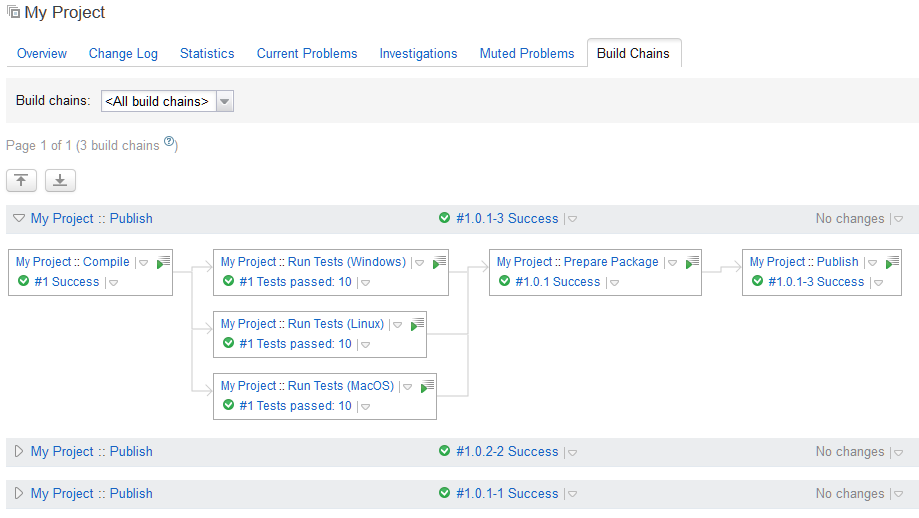 My Project
Overview Change Log Statistics Current Problems Investigations Muted Problems Build Chains
Build chains: <All build chains>
Page 1 of 1 (3 build chains ?)
My Project :: Publish #1.0.1-3 Success No changes
My Project :: Compile
#1 Success
My Project :: Run Tests (Windows)
#1 Tests passed: 10
My Project :: Run Tests (Linux)
#1 Tests passed: 10
My Project :: Run Tests (MacOS)
#1 Tests passed: 10
My Project :: Prepare Package
#1.0.1 Success
My Project :: Publish
#1.0.1-3 Success
My Project :: Publish #1.0.2-2 Success No changes
My Project :: Publish #1.0.1-1 Success No changes